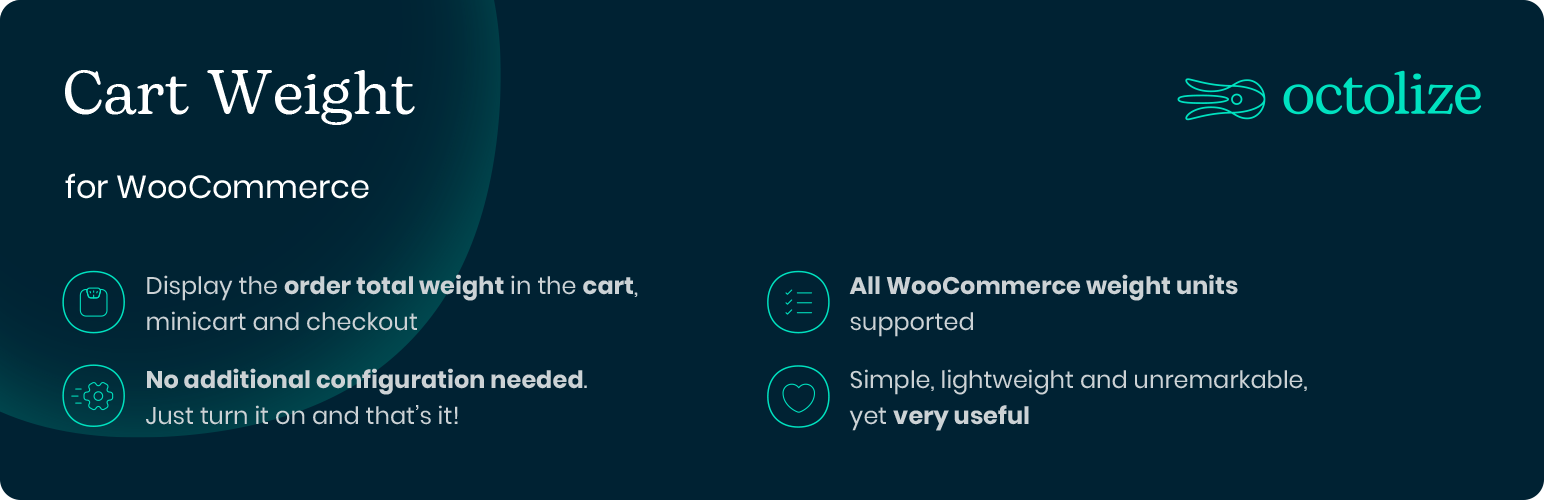 Cart Weight
octolize
for WooCommerce
Display the order total weight in the cart,
minicart and checkout
All WooCommerce weight units
supported
No additional configuration needed.
Just turn it on and that’s it!
Simple, lightweight and unremarkable,
yet very useful